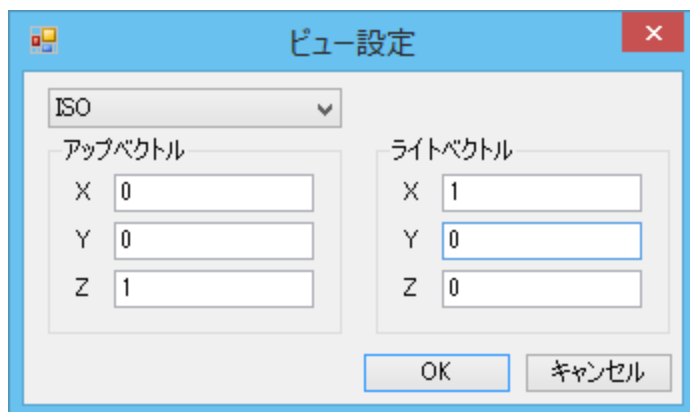 ビュー設定
ISO
アップベクトル
X 0
Y 0
Z 1
ライトベクトル
X 1
Y 0
Z 0
OK
キャンセル